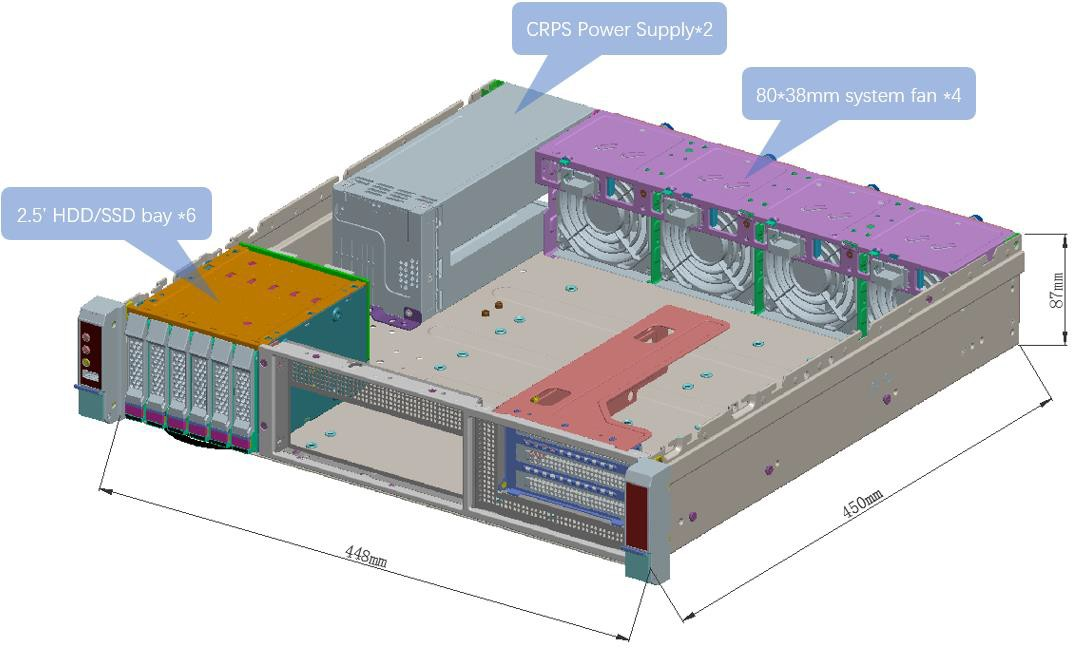 CRPS Power Supply*2
80*38mm system fan *4
2.5' HDD/SSD bay *6
87mm
450mm
448mm